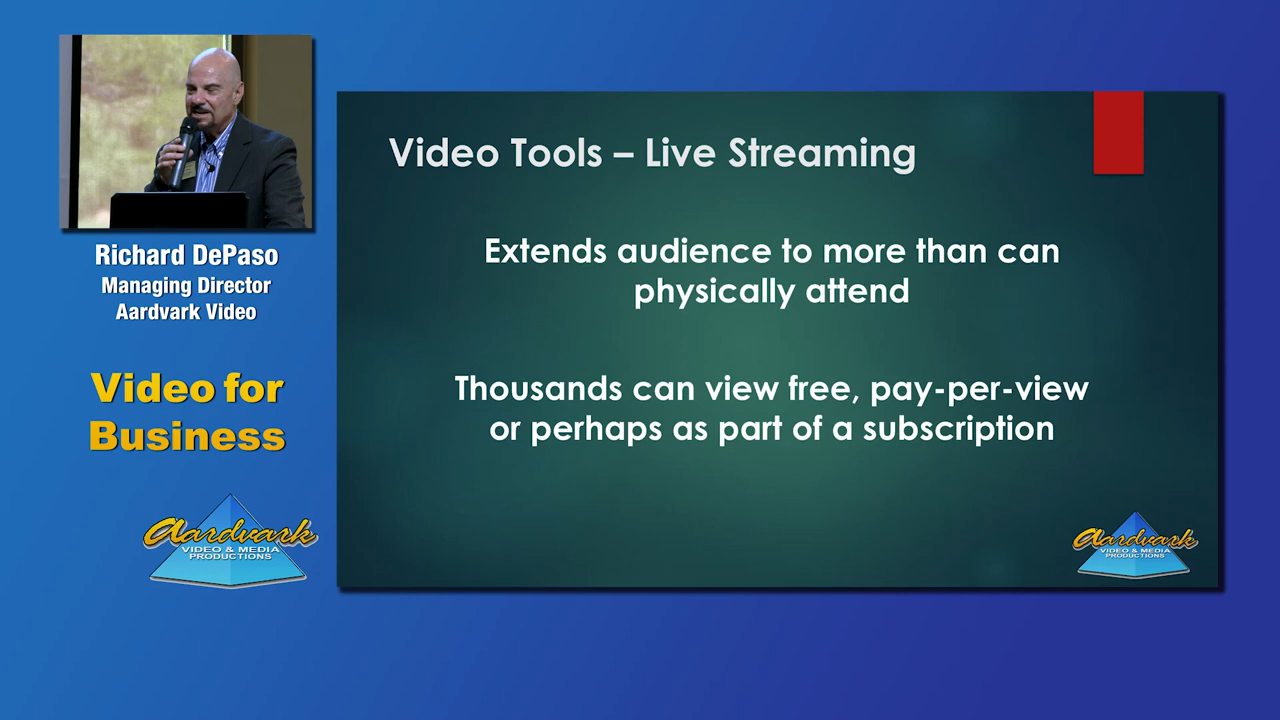 Richard DePaso
Managing Director
Aardvark Video
Video for
Business
Aardvark
VIDEO & MEDIA
PRODUCTIONS
Video Tools – Live Streaming
Extends audience to more than can
physically attend
Thousands can view free, pay-per-view
or perhaps as part of a subscription
Aardvark
VIDEO & MEDIA
PRODUCTIONS